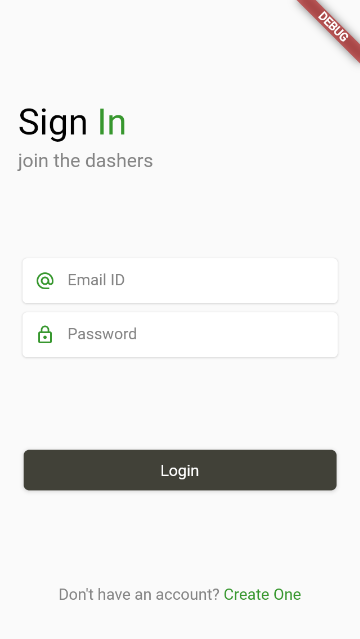 DEBUG
Sign In
join the dashers
Email ID
Password
Login
Don't have an account? Create One